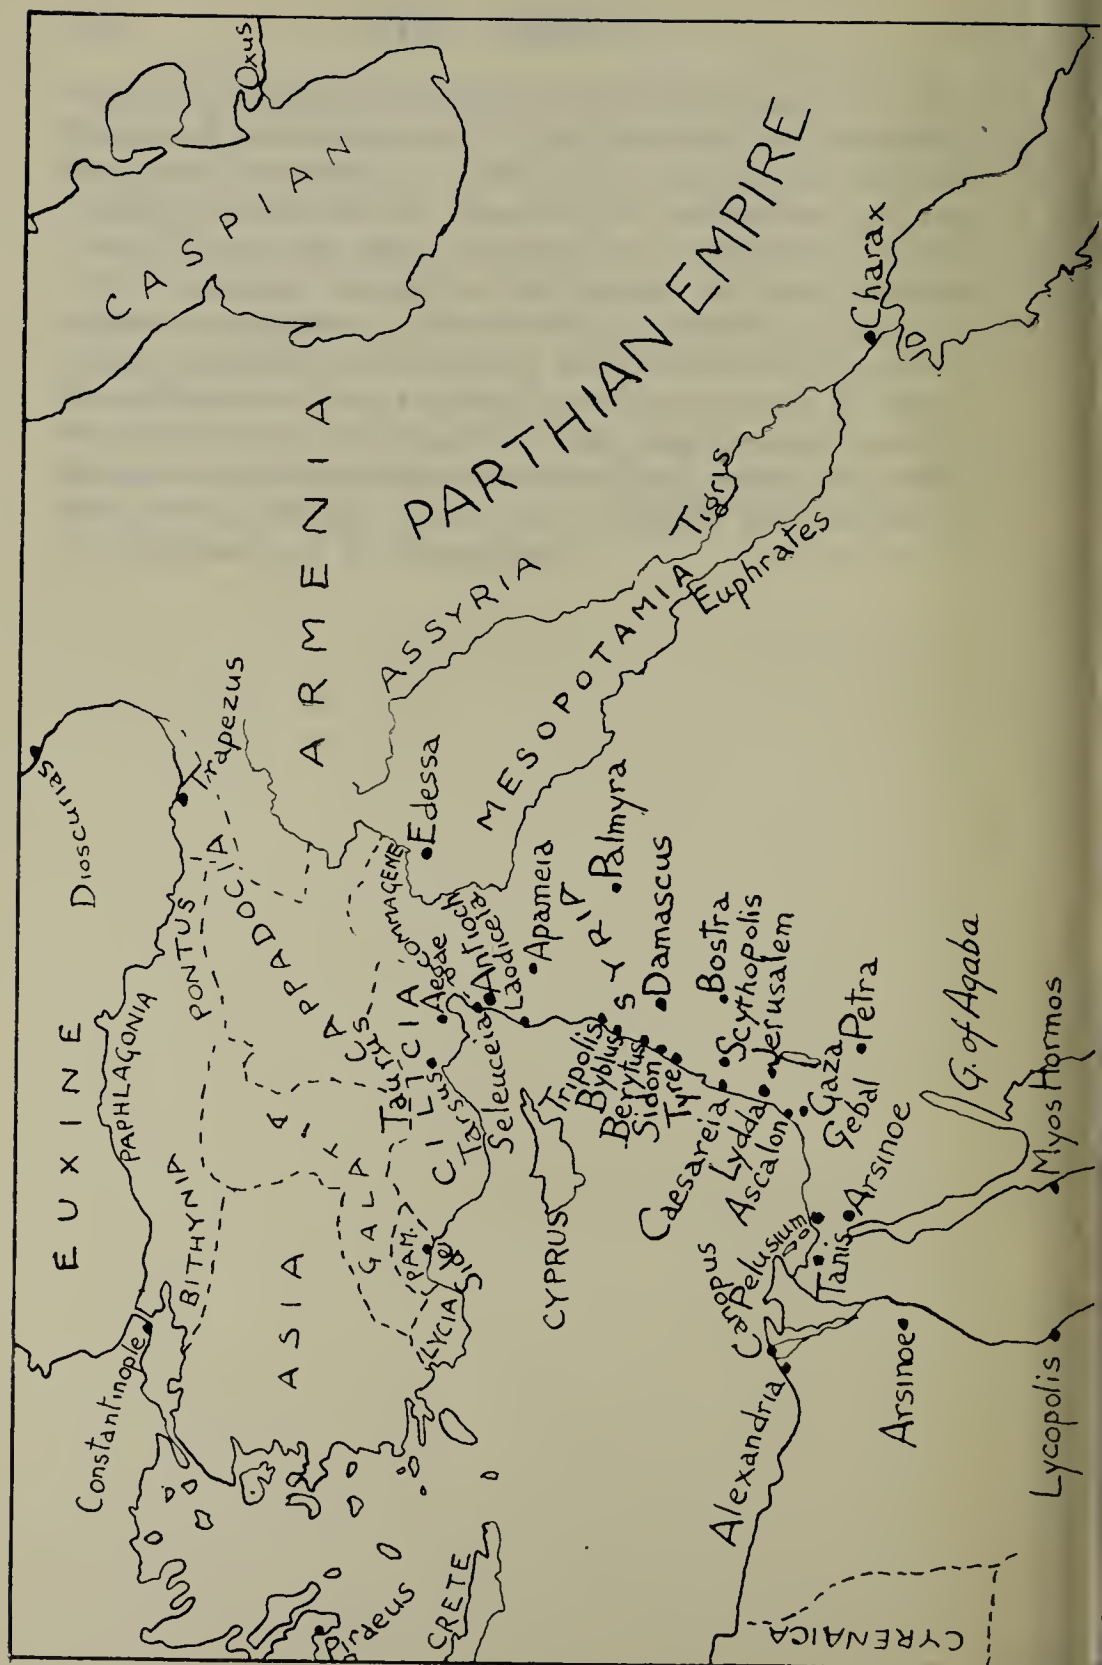 Oxus
CASPIAN
EUXINE
Dioscurias
Trapezus
ARMENIA
PARTHIAN EMPIRE
Charax
ASSYRIA
Tigris
MESOPOTAMIA
Euphrates
Constantinople
BITHYNIA
PAPHLAGONIA
PONTUS
CAPPADOCIA
ASIA
GALATIA
PAM.
LYCIA
Side
CILICIA
Taurus
Cs.
Tarsus
Aegae
COMMAGENE
Edessa
Antioch
Seleuceia
Laodiceia
Apameia
SYRIA
Palmyra
CYPRUS
Tripolis
Byblus
Berytus
Sidon
Tyre
Damascus
Bostra
Caesareia
Scythopolis
Lydda
Jerusalem
Ascalon
Gaza
Gebal
Petra
G. of Aqaba
Piraeus
CRETE
Alexandria
Canopus
Pelusium
Tanis
Arsinoe
Arsinoe
Myos Hormos
Lycopolis
CYRENAICA